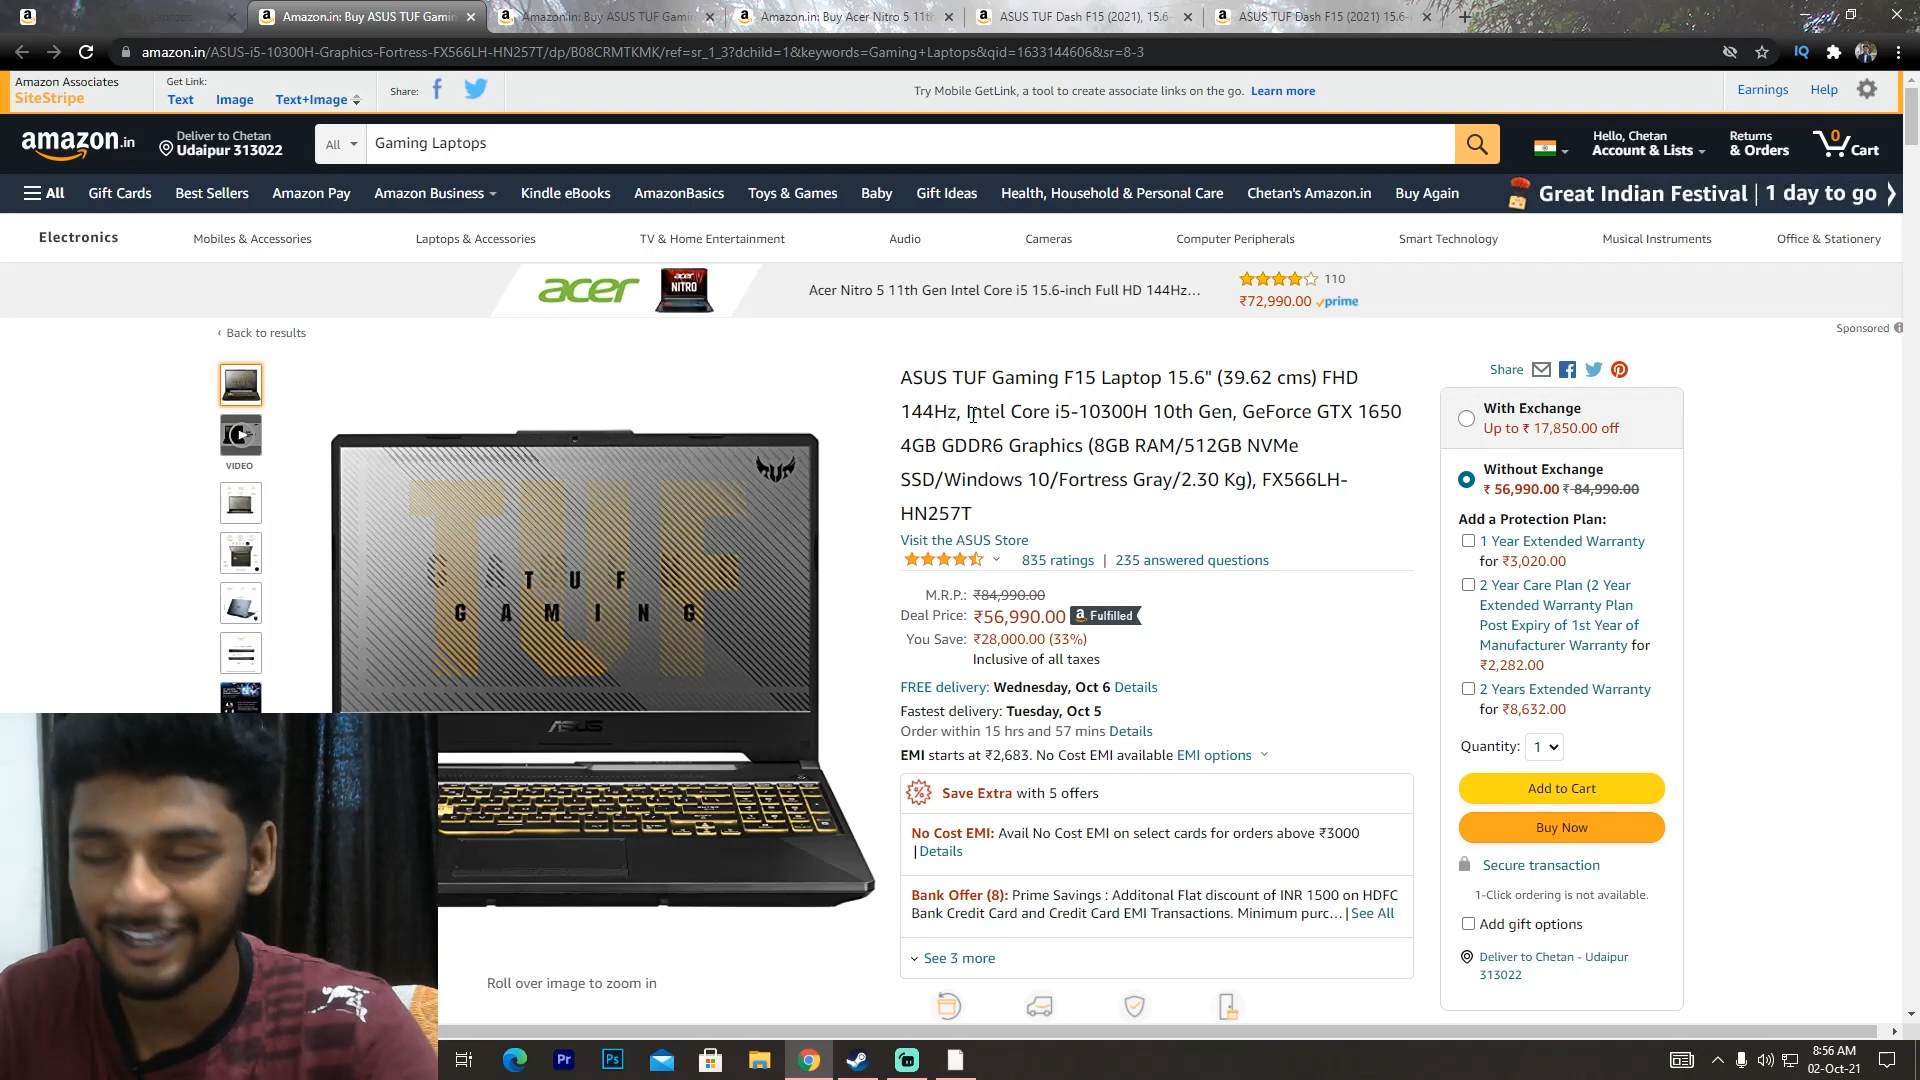 Amazon.in: Buy ASUS TUF Gamin
Amazon.in: Buy ASUS TUF Gamin
Amazon.in: Buy Acer Nitro 5 11th
ASUS TUF Dash F15 (2021), 15.6-
ASUS TUF Dash F15 (2021) 15.6-
amazon.in/ASUS-i5-10300H-Graphics-Fortress-FX566LH-HN257T/dp/B08CRMTKMK/ref=sr_1_3?dchild=1&keywords=Gaming+Laptops&qid=1633144606&sr=8-3
IQ
Amazon Associates
SiteStripe
Get Link:
Text Image Text+Image
Share:
Try Mobile GetLink, a tool to create associate links on the go. Learn more
Earnings Help
amazon.in
Deliver to Chetan
Udaipur 313022
All Gaming Laptops
Hello, Chetan
Account & Lists
Returns
& Orders
0
Cart
All Gift Cards Best Sellers Amazon Pay Amazon Business Kindle eBooks AmazonBasics Toys & Games Baby Gift Ideas Health, Household & Personal Care Chetan's Amazon.in Buy Again Great Indian Festival | 1 day to go
Electronics Mobiles & Accessories Laptops & Accessories TV & Home Entertainment Audio Cameras Computer Peripherals Smart Technology Musical Instruments Office & Stationery
acer
acer
NITRO
Acer Nitro 5 11th Gen Intel Core i5 15.6-inch Full HD 144Hz...
110
₹72,990.00 prime
‹ Back to results
Sponsored
VIDEO
TUF
TUF
GAMING
ASUS
Roll over image to zoom in
ASUS TUF Gaming F15 Laptop 15.6" (39.62 cms) FHD
144Hz, Intel Core i5-10300H 10th Gen, GeForce GTX 1650
4GB GDDR6 Graphics (8GB RAM/512GB NVMe
SSD/Windows 10/Fortress Gray/2.30 Kg), FX566LH-
HN257T
Visit the ASUS Store
835 ratings | 235 answered questions
M.R.P.: ₹84,990.00
Deal Price: ₹56,990.00 a Fulfilled
You Save: ₹28,000.00 (33%)
Inclusive of all taxes
FREE delivery: Wednesday, Oct 6 Details
Fastest delivery: Tuesday, Oct 5
Order within 15 hrs and 57 mins Details
EMI starts at ₹2,683. No Cost EMI available EMI options
Save Extra with 5 offers
No Cost EMI: Avail No Cost EMI on select cards for orders above ₹3000
|Details
Bank Offer (8): Prime Savings : Additonal Flat discount of INR 1500 on HDFC
Bank Credit Card and Credit Card EMI Transactions. Minimum purc... | See All
See 3 more
Share
With Exchange
Up to ₹ 17,850.00 off
Without Exchange
₹ 56,990.00 ₹ 84,990.00
Add a Protection Plan:
1 Year Extended Warranty
for ₹3,020.00
2 Year Care Plan (2 Year
Extended Warranty Plan
Post Expiry of 1st Year of
Manufacturer Warranty for
₹2,282.00
2 Years Extended Warranty
for ₹8,632.00
Quantity: 1
Add to Cart
Buy Now
Secure transaction
1-Click ordering is not available.
Add gift options
Deliver to Chetan - Udaipur
313022
Pr
Ps
8:56 AM
02-Oct-21